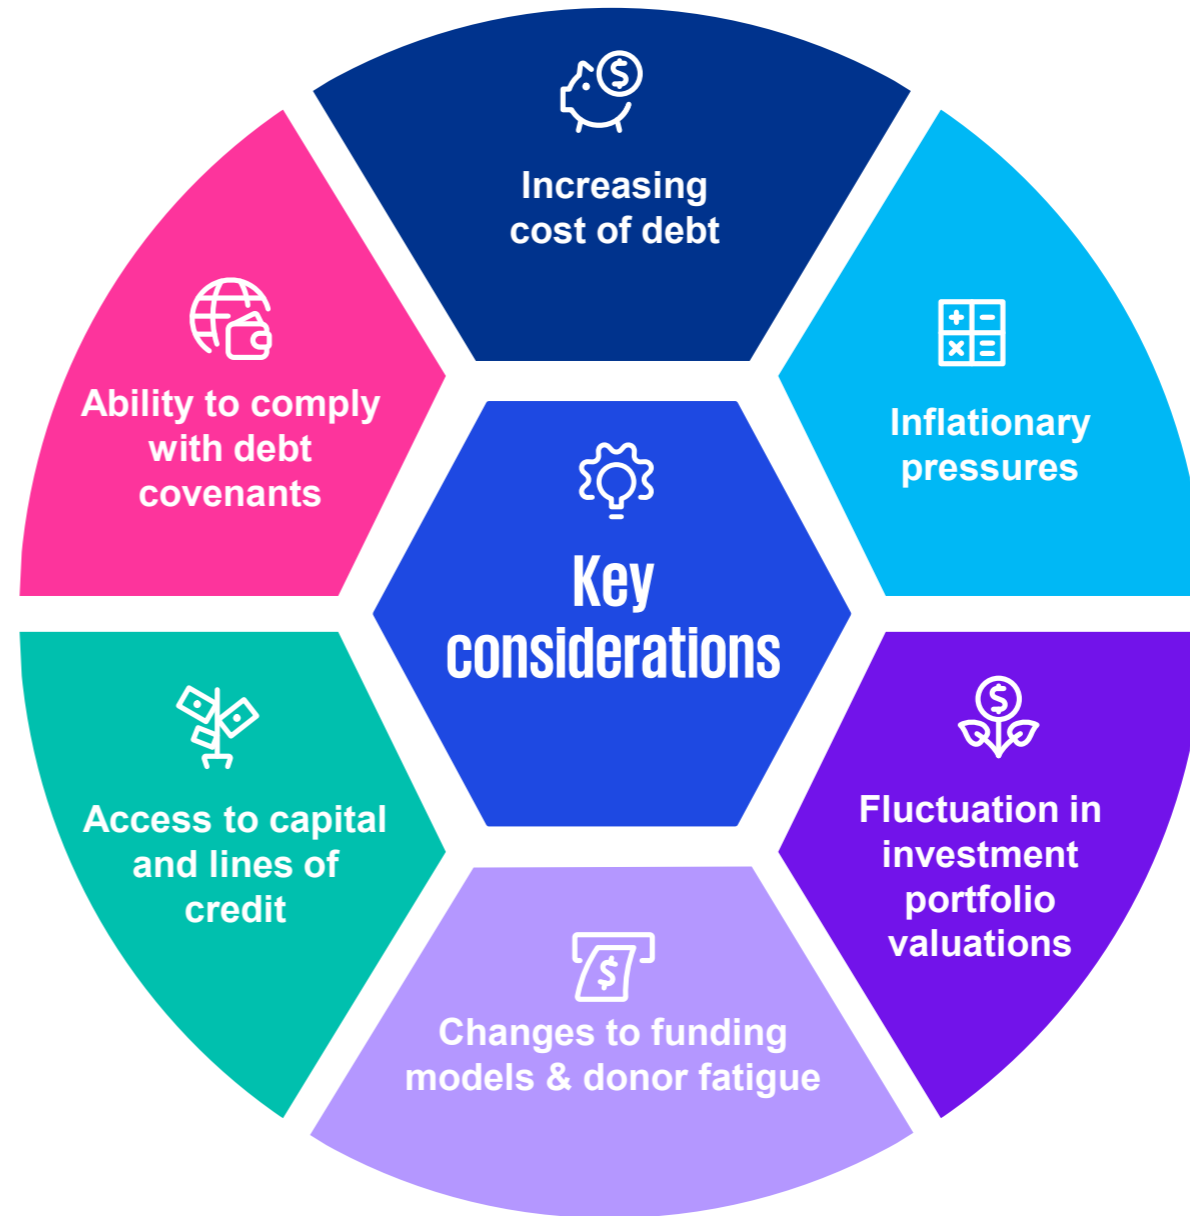 Increasing
cost of debt
Inflationary
pressures
Fluctuation in
investment
portfolio
valuations
Changes to funding
models & donor fatigue
Access to capital
and lines of
credit
Ability to comply
with debt
covenants
Key
considerations